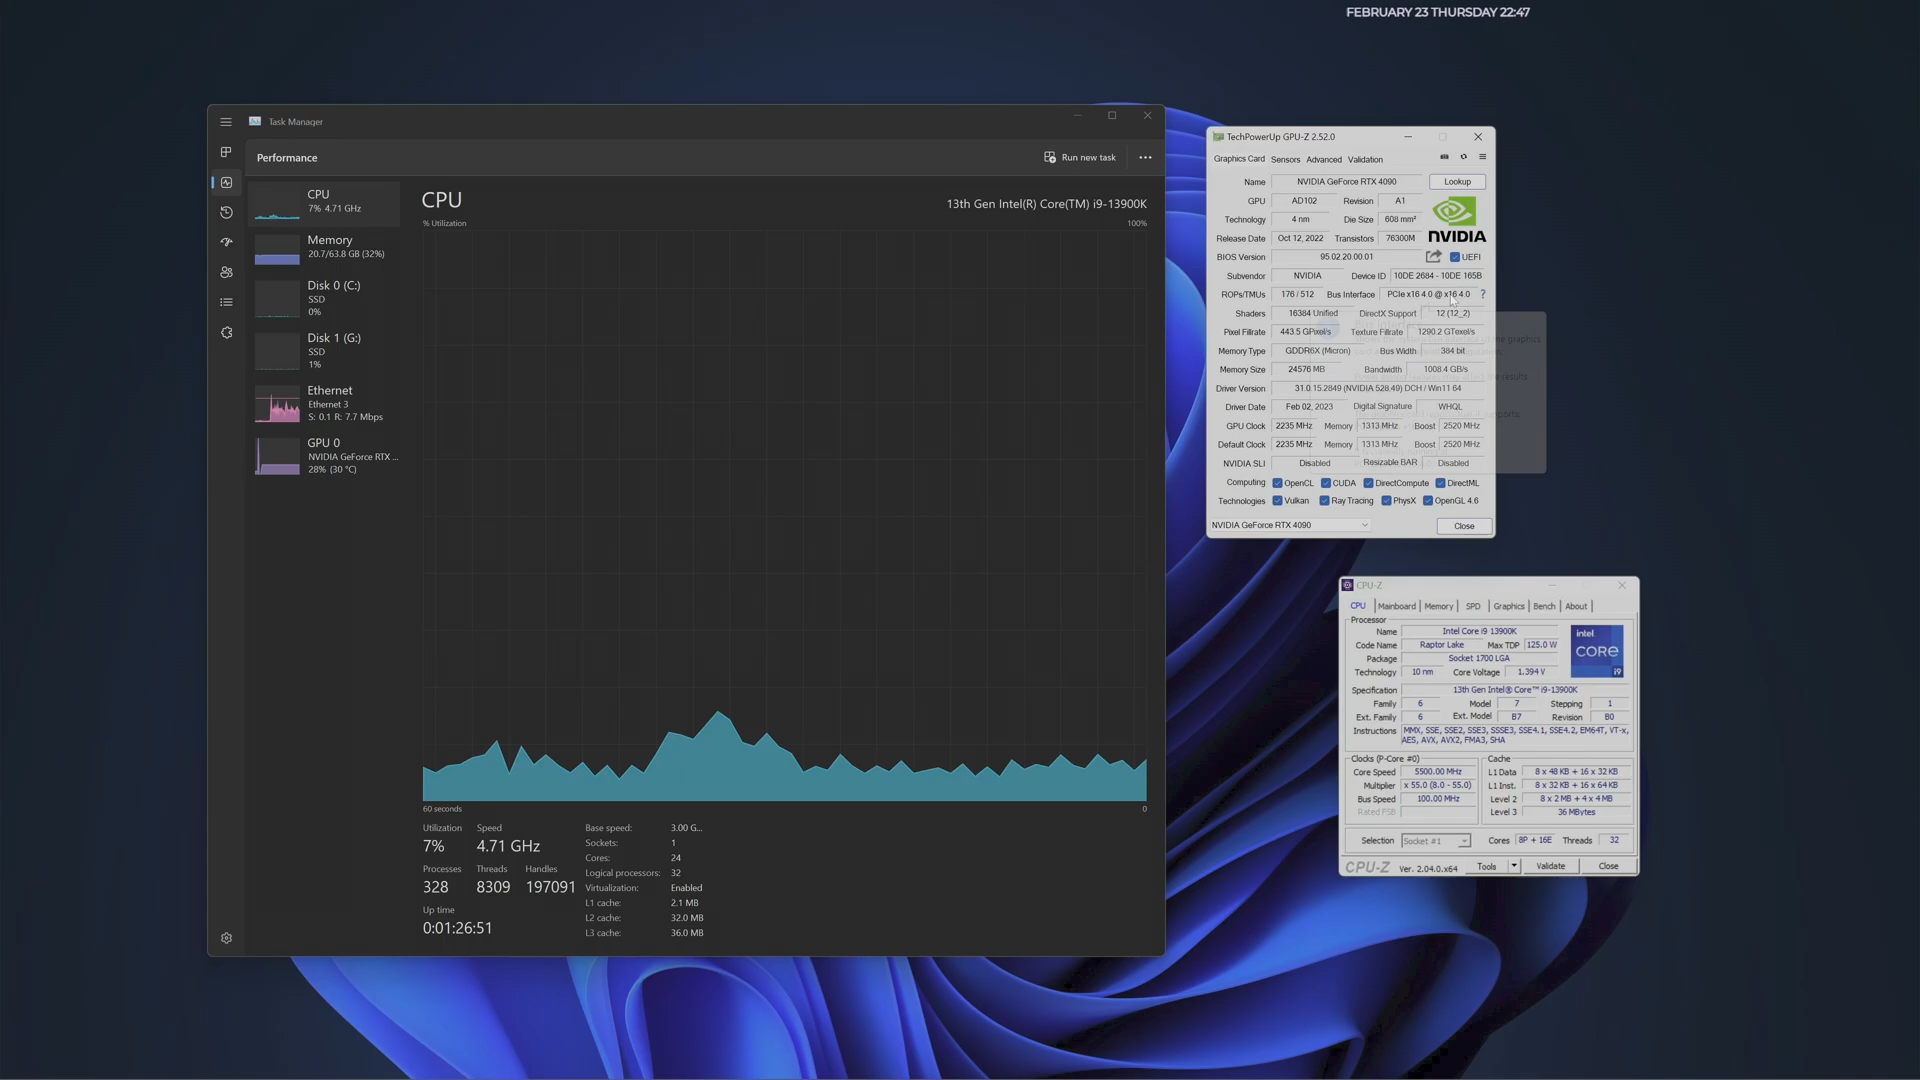 FEBRUARY 23 THURSDAY 22:47
Task Manager
Performance
Run new task
CPU
7% 4.71 GHz
Memory
20.7/63.8 GB (32%)
Disk 0 (C:)
SSD
0%
Disk 1 (G:)
SSD
1%
Ethernet
Ethernet 3
S: 0.1 R: 7.7 Mbps
GPU 0
NVIDIA GeForce RTX ...
28% (30 °C)
CPU
13th Gen Intel(R) Core(TM) i9-13900K
% Utilization 100%
60 seconds 0
Utilization Speed
7% 4.71 GHz
Processes Threads Handles
328 8309 197091
Up time
0:01:26:51
Base speed: 3.00 G...
Sockets: 1
Cores: 24
Logical processors: 32
Virtualization: Enabled
L1 cache: 2.1 MB
L2 cache: 32.0 MB
L3 cache: 36.0 MB
TechPowerUp GPU-Z 2.52.0
Graphics Card Sensors Advanced Validation
Name NVIDIA GeForce RTX 4090 Lookup
GPU AD102 Revision A1
Technology 4 nm Die Size 608 mm²
Release Date Oct 12, 2022 Transistors 76300M
NVIDIA
BIOS Version 95.02.20.00.01 UEFI
Subvendor NVIDIA Device ID 10DE 2684 - 10DE 165B
ROPs/TMUs 176 / 512 Bus Interface PCIe x16 4.0 @ x16 4.0 ?
Shaders 16384 Unified DirectX Support 12 (12_2)
Pixel Fillrate 443.5 GPixel/s Texture Fillrate 1290.2 GTexel/s
Memory Type GDDR6X (Micron) Bus Width 384 bit
Memory Size 24576 MB Bandwidth 1008.4 GB/s
Driver Version 31.0.15.2849 (NVIDIA 528.49) DCH / Win11 64
Driver Date Feb 02, 2023 Digital Signature WHQL
GPU Clock 2235 MHz Memory 1313 MHz Boost 2520 MHz
Default Clock 2235 MHz Memory 1313 MHz Boost 2520 MHz
NVIDIA SLI Disabled Resizable BAR Disabled
Computing OpenCL CUDA DirectCompute DirectML
Technologies Vulkan Ray Tracing PhysX OpenGL 4.6
NVIDIA GeForce RTX 4090 Close
CPU-Z
CPU Mainboard Memory SPD Graphics Bench About
Processor
Name Intel Core i9 13900K
Code Name Raptor Lake Max TDP 125.0 W
Package Socket 1700 LGA
Technology 10 nm Core Voltage 1.394 V
intel
CORE
i9
Specification 13th Gen Intel® Core™ i9-13900K
Family 6 Model 7 Stepping 1
Ext. Family 6 Ext. Model B7 Revision B0
Instructions MMX, SSE, SSE2, SSE3, SSSE3, SSE4.1, SSE4.2, EM64T, VT-x,
AES, AVX, AVX2, FMA3, SHA
Clocks (P-Core #0)
Core Speed 5500.00 MHz
Multiplier x 55.0 (8.0 - 55.0)
Bus Speed 100.00 MHz
Rated FSB
Cache
L1 Data 8 x 48 KB + 16 x 32 KB
L1 Inst. 8 x 32 KB + 16 x 64 KB
Level 2 8 x 2 MB + 4 x 4 MB
Level 3 36 MBytes
Selection Socket #1 Cores 8P + 16E Threads 32
CPU-Z Ver. 2.04.0.x64 Tools Validate Close